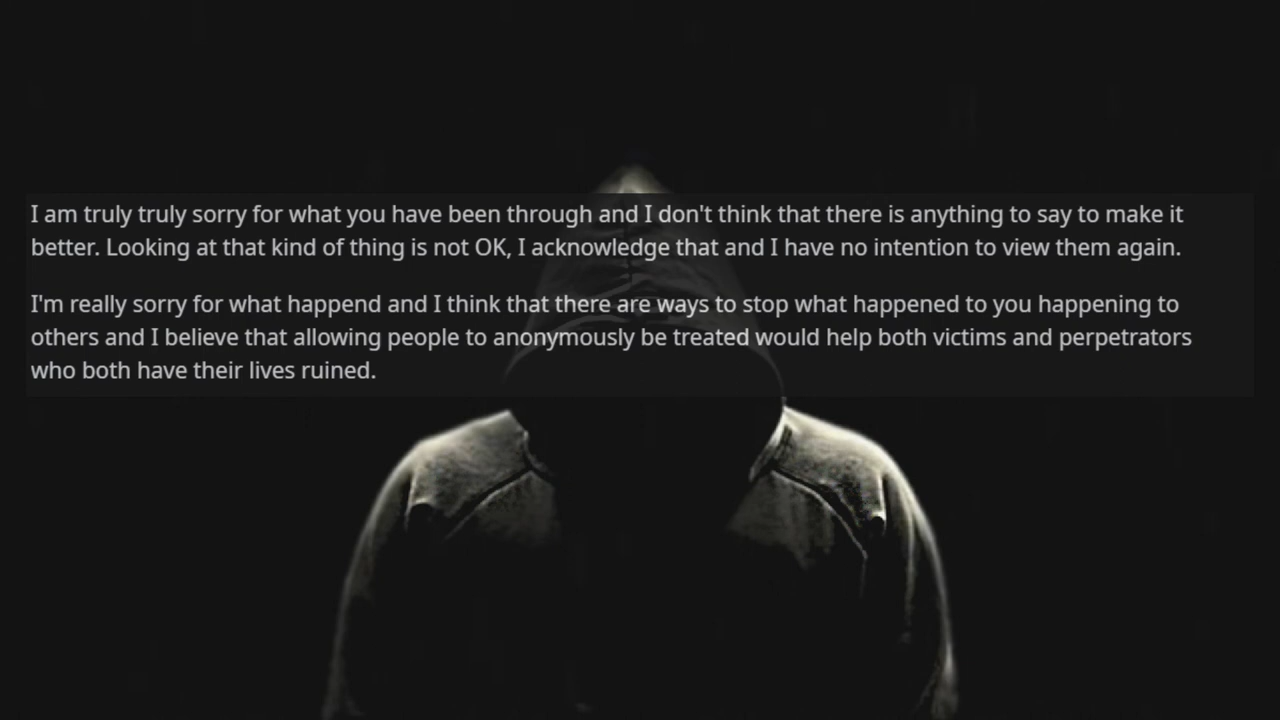 I am truly truly sorry for what you have been through and I don't think that there is anything to say to make it
better. Looking at that kind of thing is not OK, I acknowledge that and I have no intention to view them again.
I'm really sorry for what happend and I think that there are ways to stop what happened to you happening to
others and I believe that allowing people to anonymously be treated would help both victims and perpetrators
who both have their lives ruined.